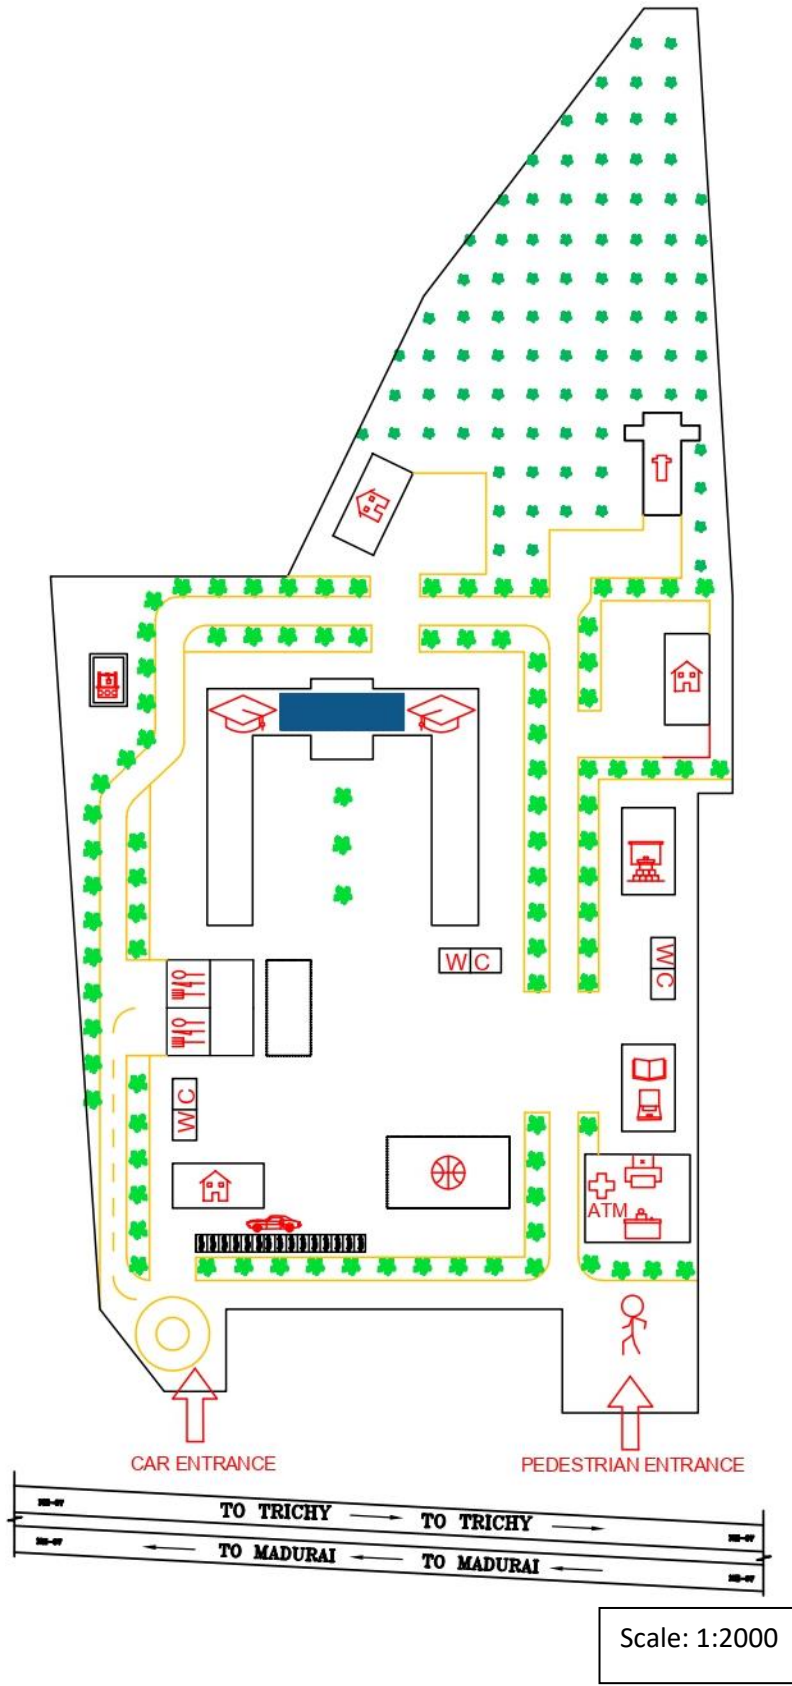 W C
W C
W C
ATM
CAR ENTRANCE
PEDESTRIAN ENTRANCE
TO TRICHY TO TRICHY
TO MADURAI TO MADURAI
Scale: 1:2000